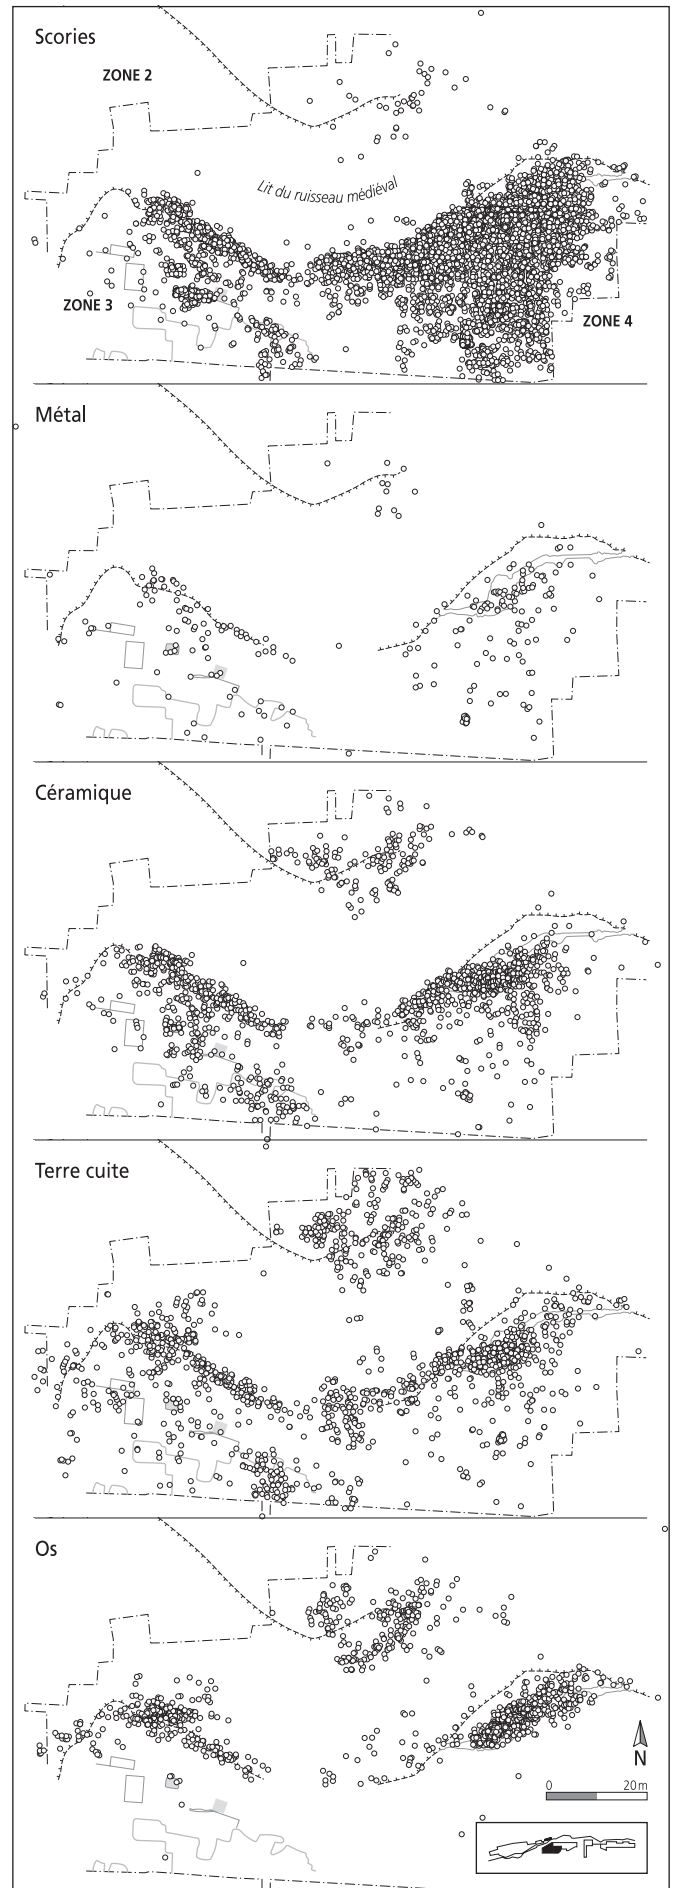 Scories
ZONE 2
Lit du ruisseau médiéval
ZONE 3
ZONE 4
Métal
Céramique
Terre cuite
Os
N
0 20 m